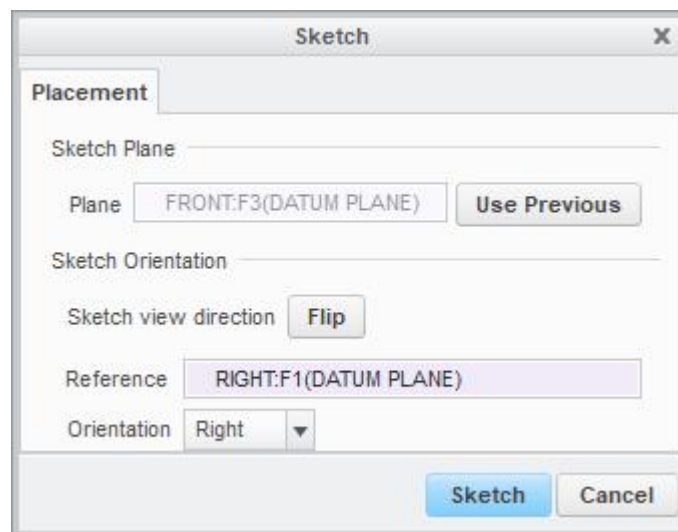 Sketch
Placement
Sketch Plane
Plane FRONT:F3(DATUM PLANE) Use Previous
Sketch Orientation
Sketch view direction Flip
Reference RIGHT:F1(DATUM PLANE)
Orientation Right
Sketch Cancel